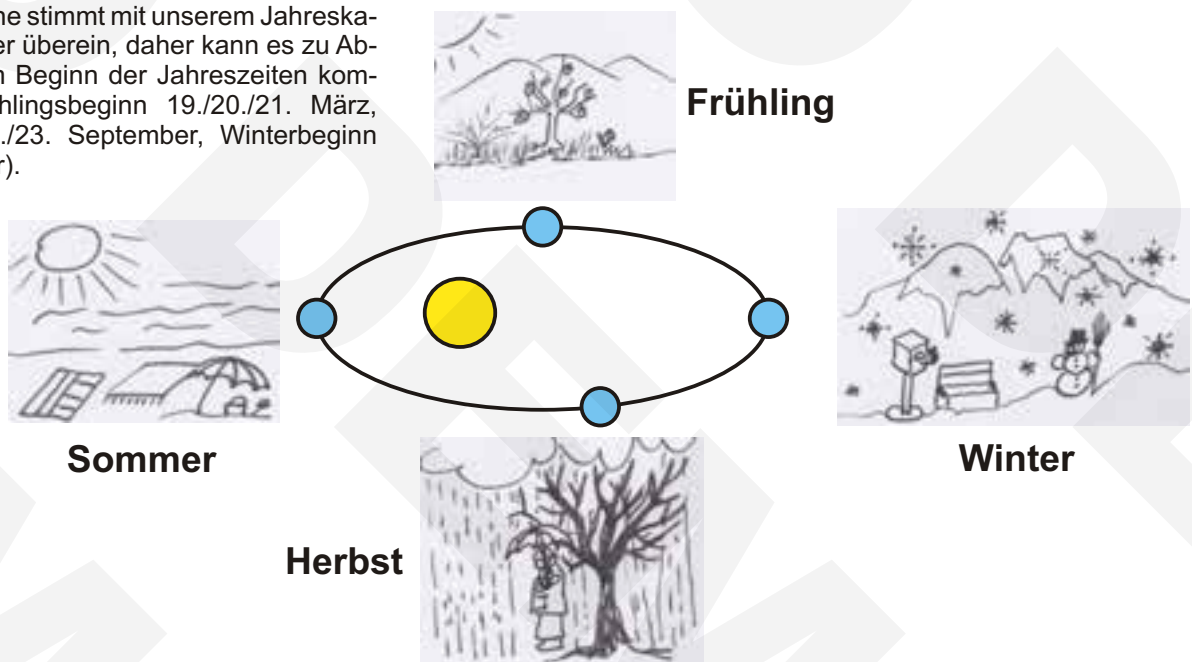 ne stimmt mit unserem Jahreska-
er überein, daher kann es zu Ab-
n Beginn der Jahreszeiten kom-
hlingsbeginn 19./20./21. März,
./23. September, Winterbeginn
r).
Frühling
Sommer
Winter
Herbst